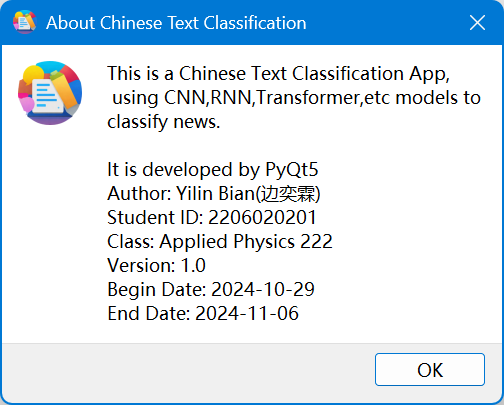 About Chinese Text Classification
This is a Chinese Text Classification App,
using CNN,RNN,Transformer,etc models to
classify news.
It is developed by PyQt5
Author: Yilin Bian(边奕霖)
Student ID: 2206020201
Class: Applied Physics 222
Version: 1.0
Begin Date: 2024-10-29
End Date: 2024-11-06
OK